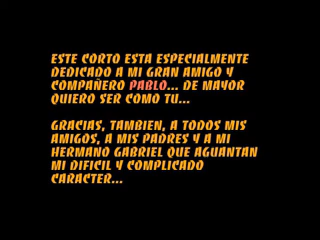 ESTE CORTO ESTA ESPECIALMENTE
DEDICADO A MI GRAN AMIGO Y
COMPAÑERO PABLO... DE MAYOR
QUIERO SER COMO TU...
GRACIAS, TAMBIEN, A TODOS MIS
AMIGOS, A MIS PADRES Y A MI
HERMANO GABRIEL QUE AGUANTAN
MI DIFICIL Y COMPLICADO
CARACTER...